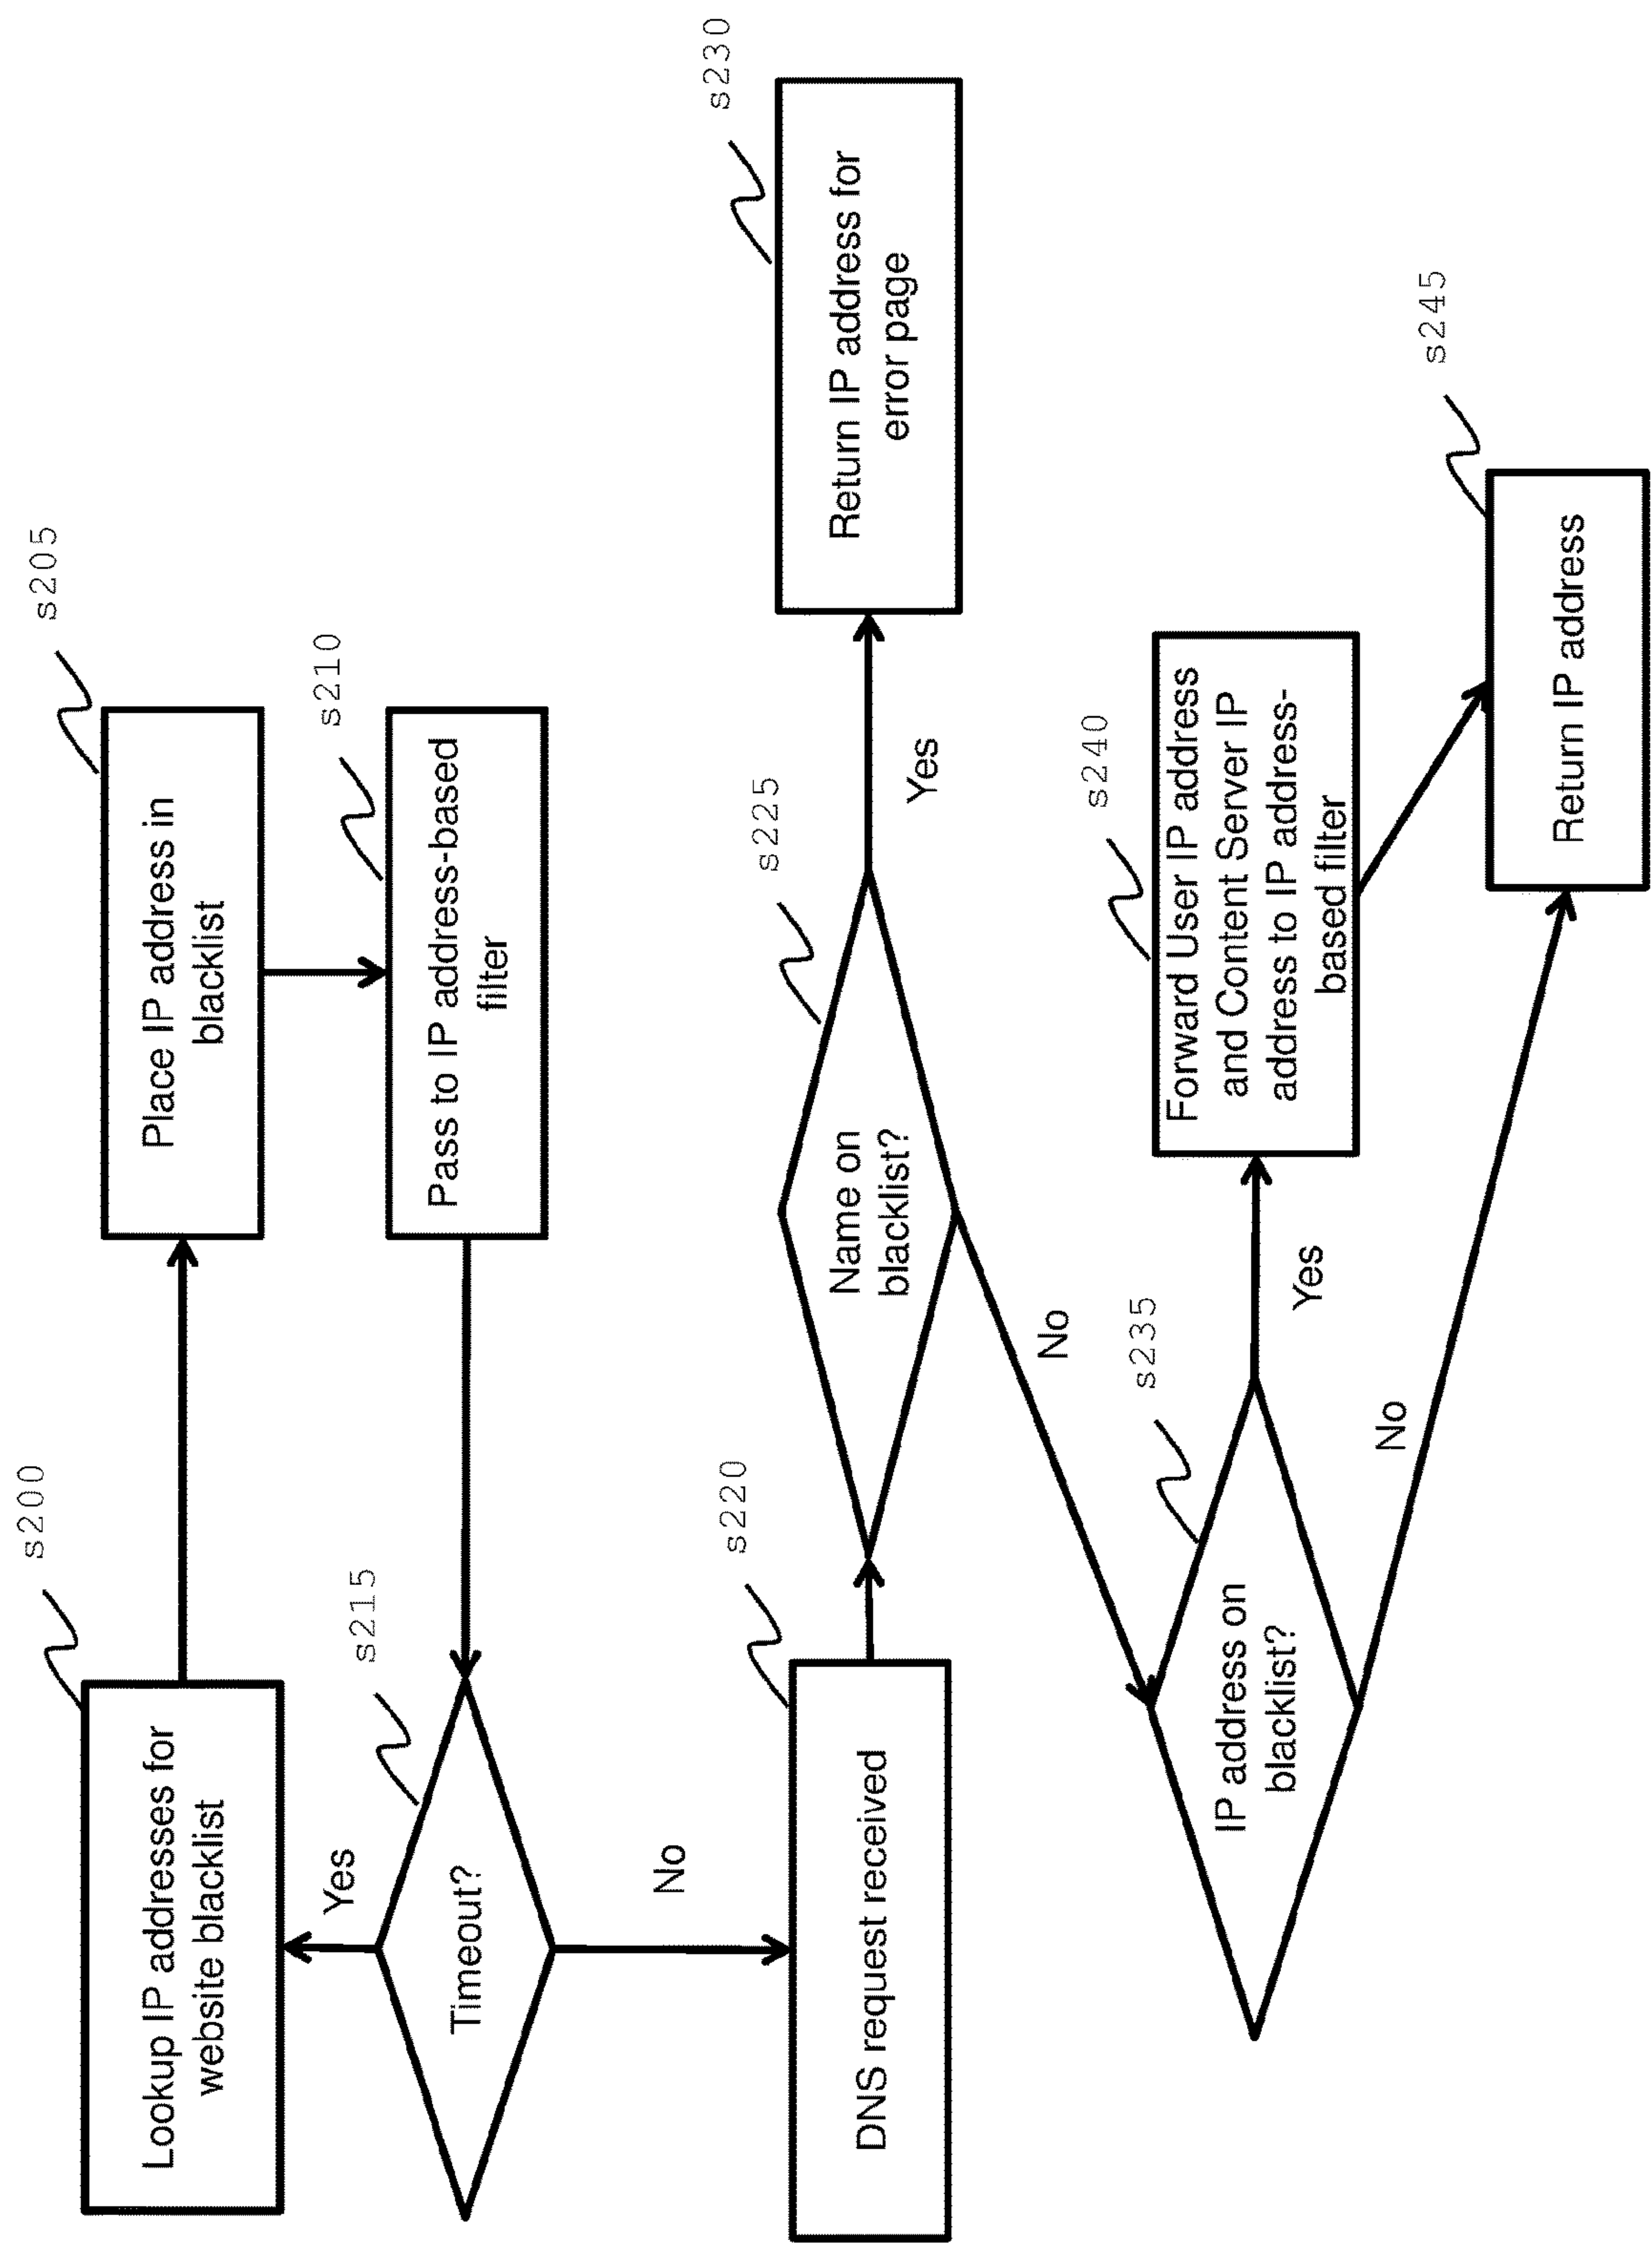 s200
Lookup IP addresses for
website blacklist
s205
Place IP address in
blacklist
s210
Pass to IP address-based
filter
s215
Timeout?
Yes
No
s220
DNS request received
s225
Name on
blacklist?
Yes
No
s230
Return IP address for
error page
s235
IP address on
blacklist?
Yes
No
s240
Forward User IP address
and Content Server IP
address to IP address-
based filter
s245
Return IP address